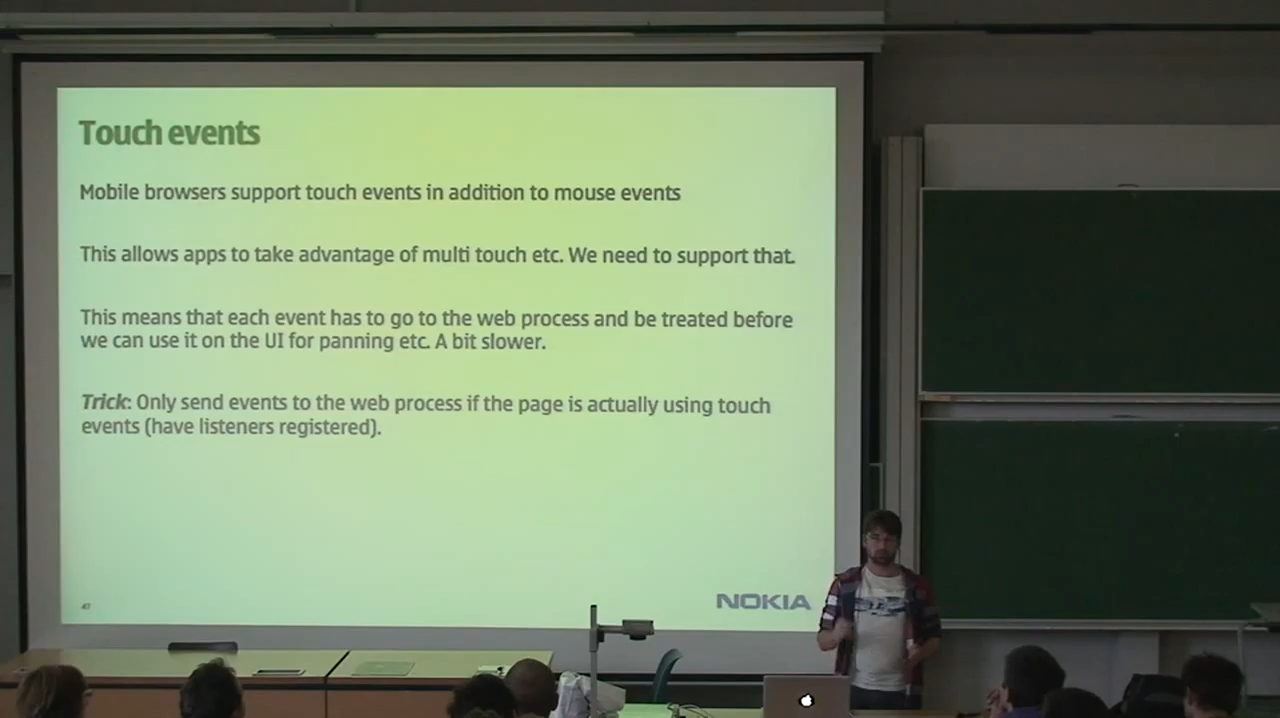 Touch events
Mobile browsers support touch events in addition to mouse events
This allows apps to take advantage of multi touch etc. We need to support that.
This means that each event has to go to the web process and be treated before
we can use it on the UI for panning etc. A bit slower.
Trick: Only send events to the web process if the page is actually using touch
events (have listeners registered).
47
NOKIA